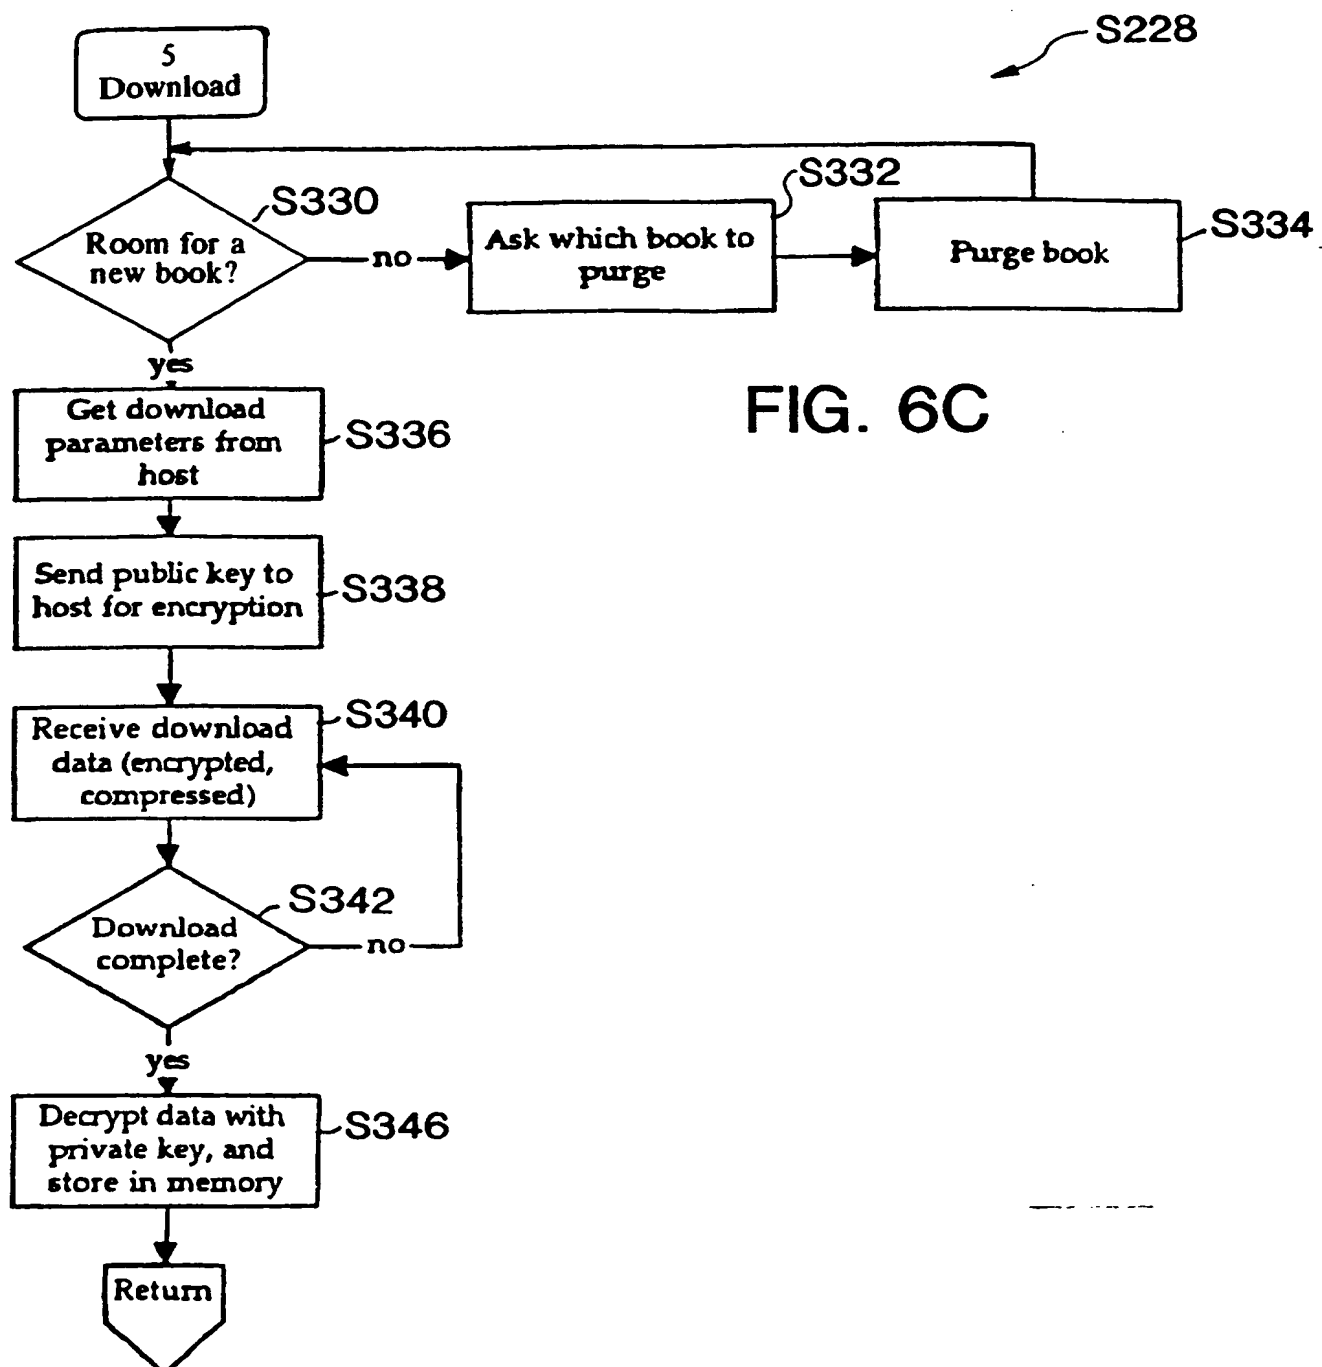 S228
5
Download
S330
Room for a
new book?
no
S332
Ask which book to
purge
S334
Purge book
yes
FIG. 6C
Get download
parameters from
host
S336
Send public key to
host for encryption
S338
S340
Receive download
data (encrypted,
compressed)
S342
Download
complete?
no
yes
Decrypt data with
private key, and
store in memory
S346
Return